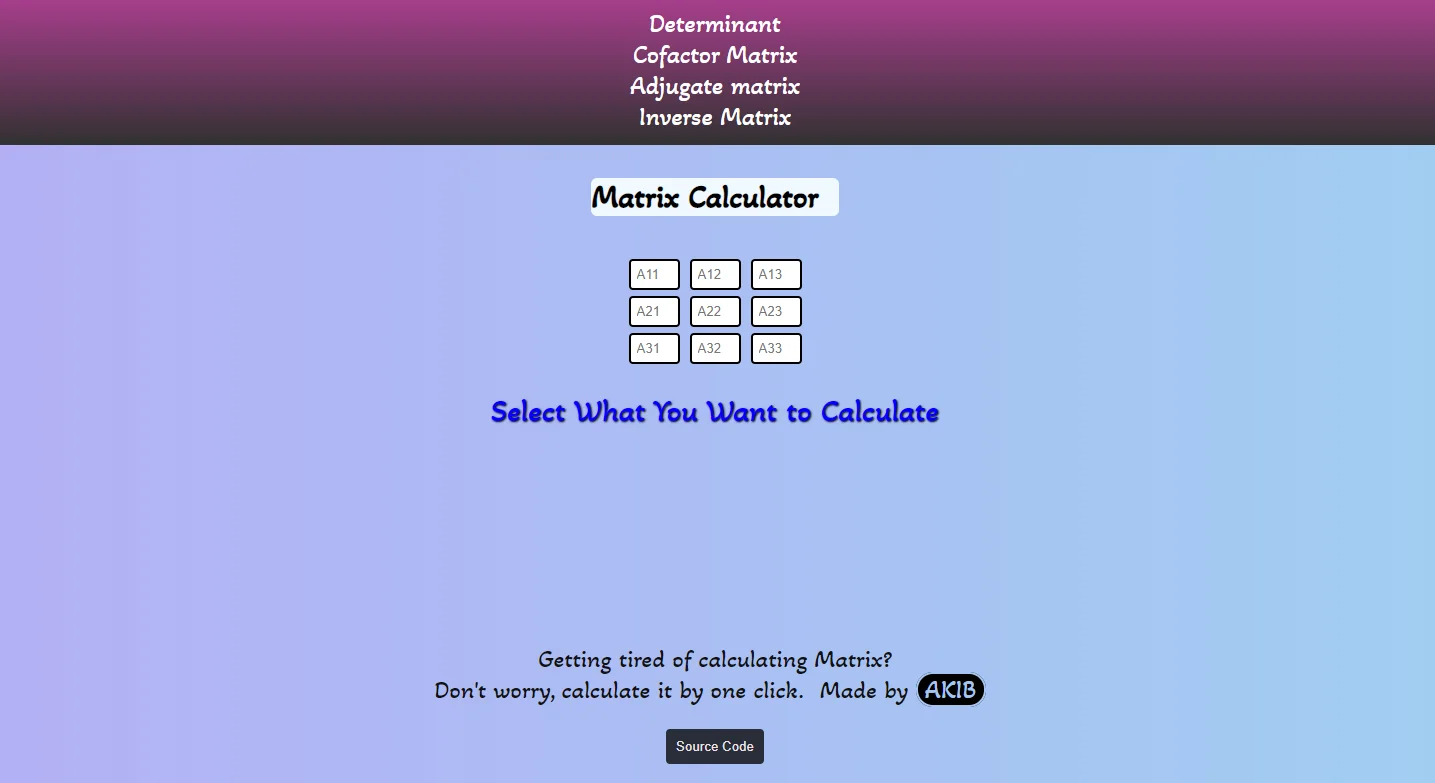 Determinant
Cofactor Matrix
Adjugate matrix
Inverse Matrix
Matrix Calculator
A11 A12 A13
A21 A22 A23
A31 A32 A33
Select What You Want to Calculate
Getting tired of calculating Matrix?
Don't worry, calculate it by one click. Made by AKIB
Source Code